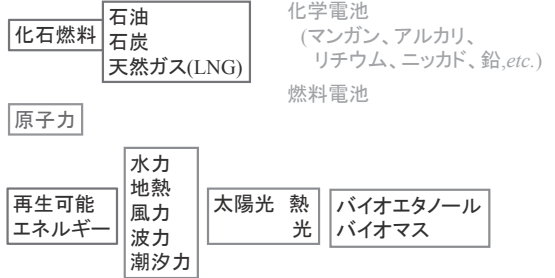 化石燃料
石油
石炭
天然ガス(LNG)
化学電池
(マンガン、アルカリ、
リチウム、ニッカド、鉛,etc.)
燃料電池
原子力
再生可能
エネルギー
水力
地熱
風力
波力
潮汐力
太陽光 熱
光
バイオエタノール
バイオマス